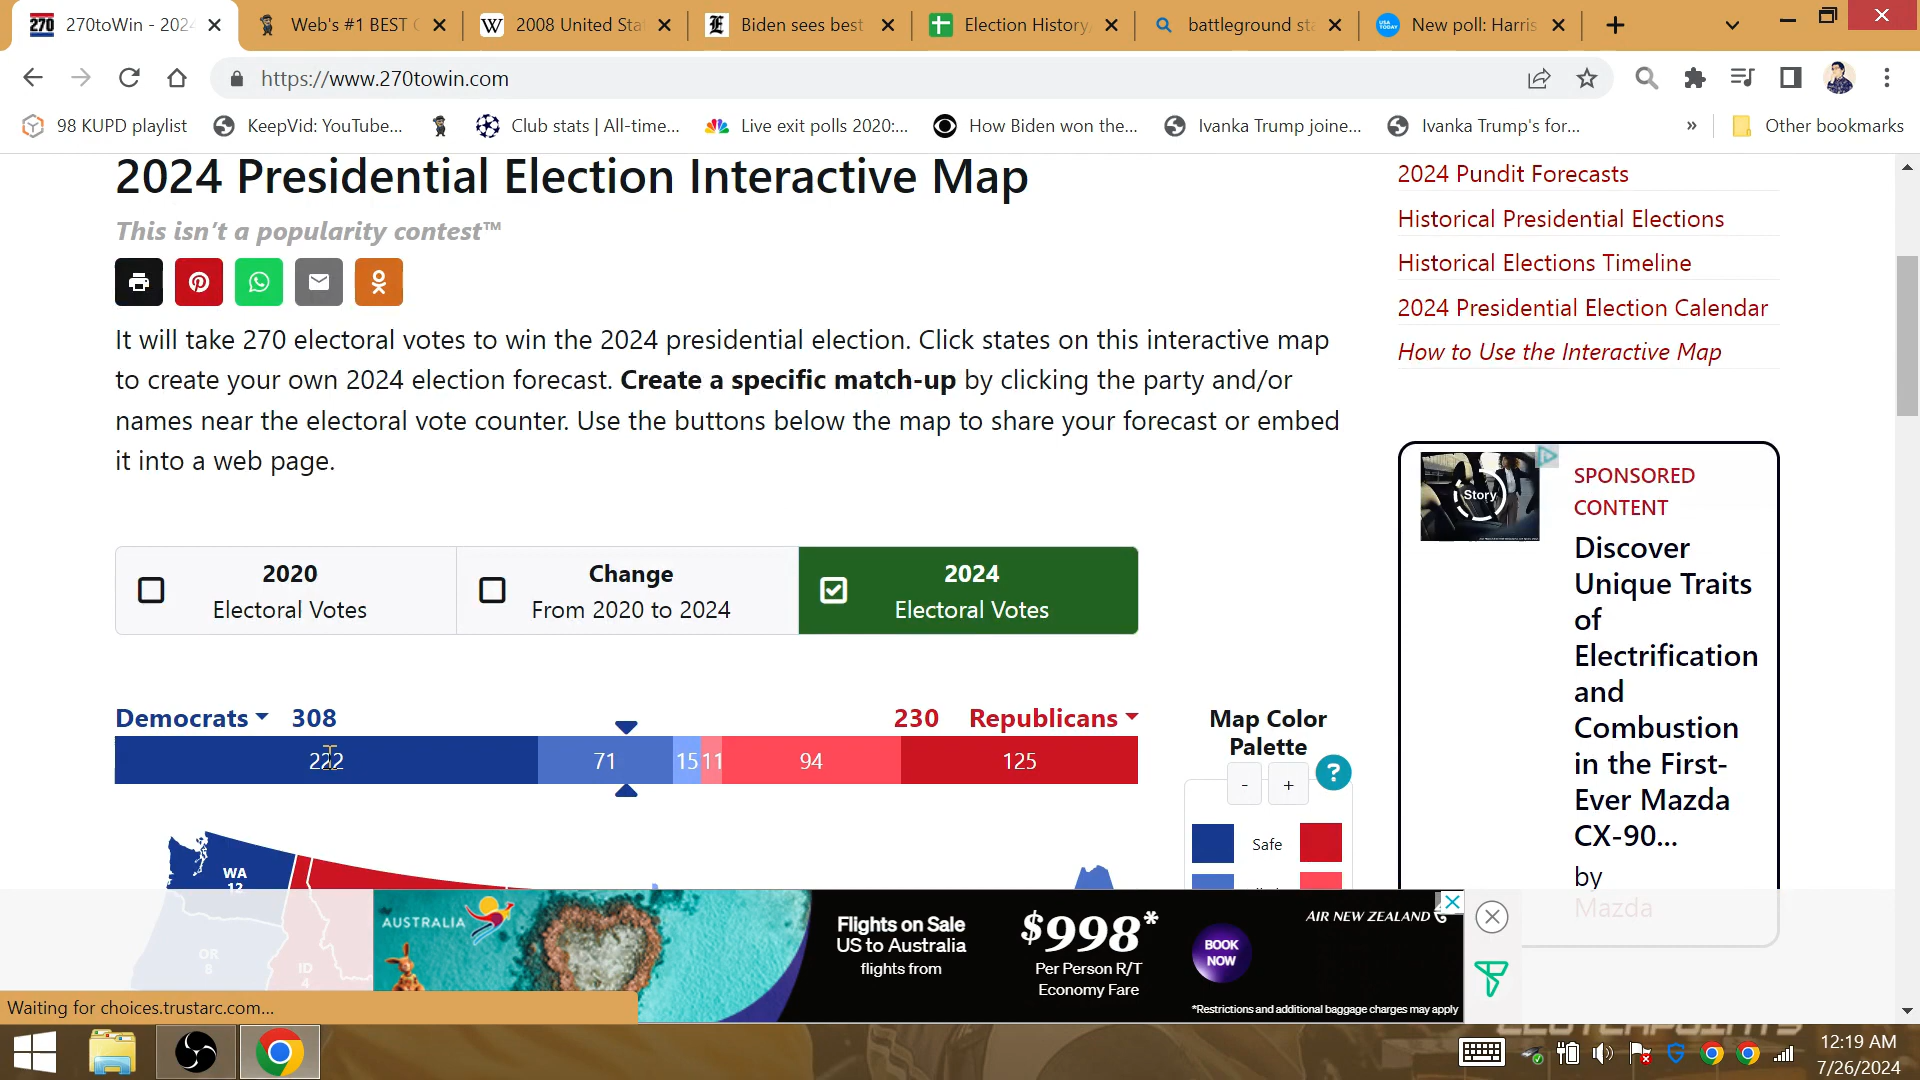 270toWin - 202
Web's #1 BEST C
2008 United Sta
Biden sees best
Election History,
battleground sta
New poll: Harris
https://www.270towin.com
98 KUPD playlist
KeepVid: YouTube...
Club stats | All-time...
Live exit polls 2020:...
How Biden won the...
Ivanka Trump joine...
Ivanka Trump's for...
»
Other bookmarks
2024 Presidential Election Interactive Map
This isn't a popularity contest™
It will take 270 electoral votes to win the 2024 presidential election. Click states on this interactive map
to create your own 2024 election forecast. Create a specific match-up by clicking the party and/or
names near the electoral vote counter. Use the buttons below the map to share your forecast or embed
it into a web page.
2020
Electoral Votes
Change
From 2020 to 2024
2024
Electoral Votes
Democrats 308
230 Republicans
222 71 15 11 94 125
Map Color
Palette
- + ?
Safe
WA
12
OR
8
ID
4
2024 Pundit Forecasts
Historical Presidential Elections
Historical Elections Timeline
2024 Presidential Election Calendar
How to Use the Interactive Map
Story
SPONSORED
CONTENT
Discover
Unique Traits
of
Electrification
and
Combustion
in the First-
Ever Mazda
CX-90...
by
Mazda
AUSTRALIA
Flights on Sale
US to Australia
flights from
$998*
Per Person R/T
Economy Fare
BOOK
NOW
AIR NEW ZEALAND
*Restrictions and additional baggage charges may apply
Waiting for choices.trustarc.com...
12:19 AM
7/26/2024